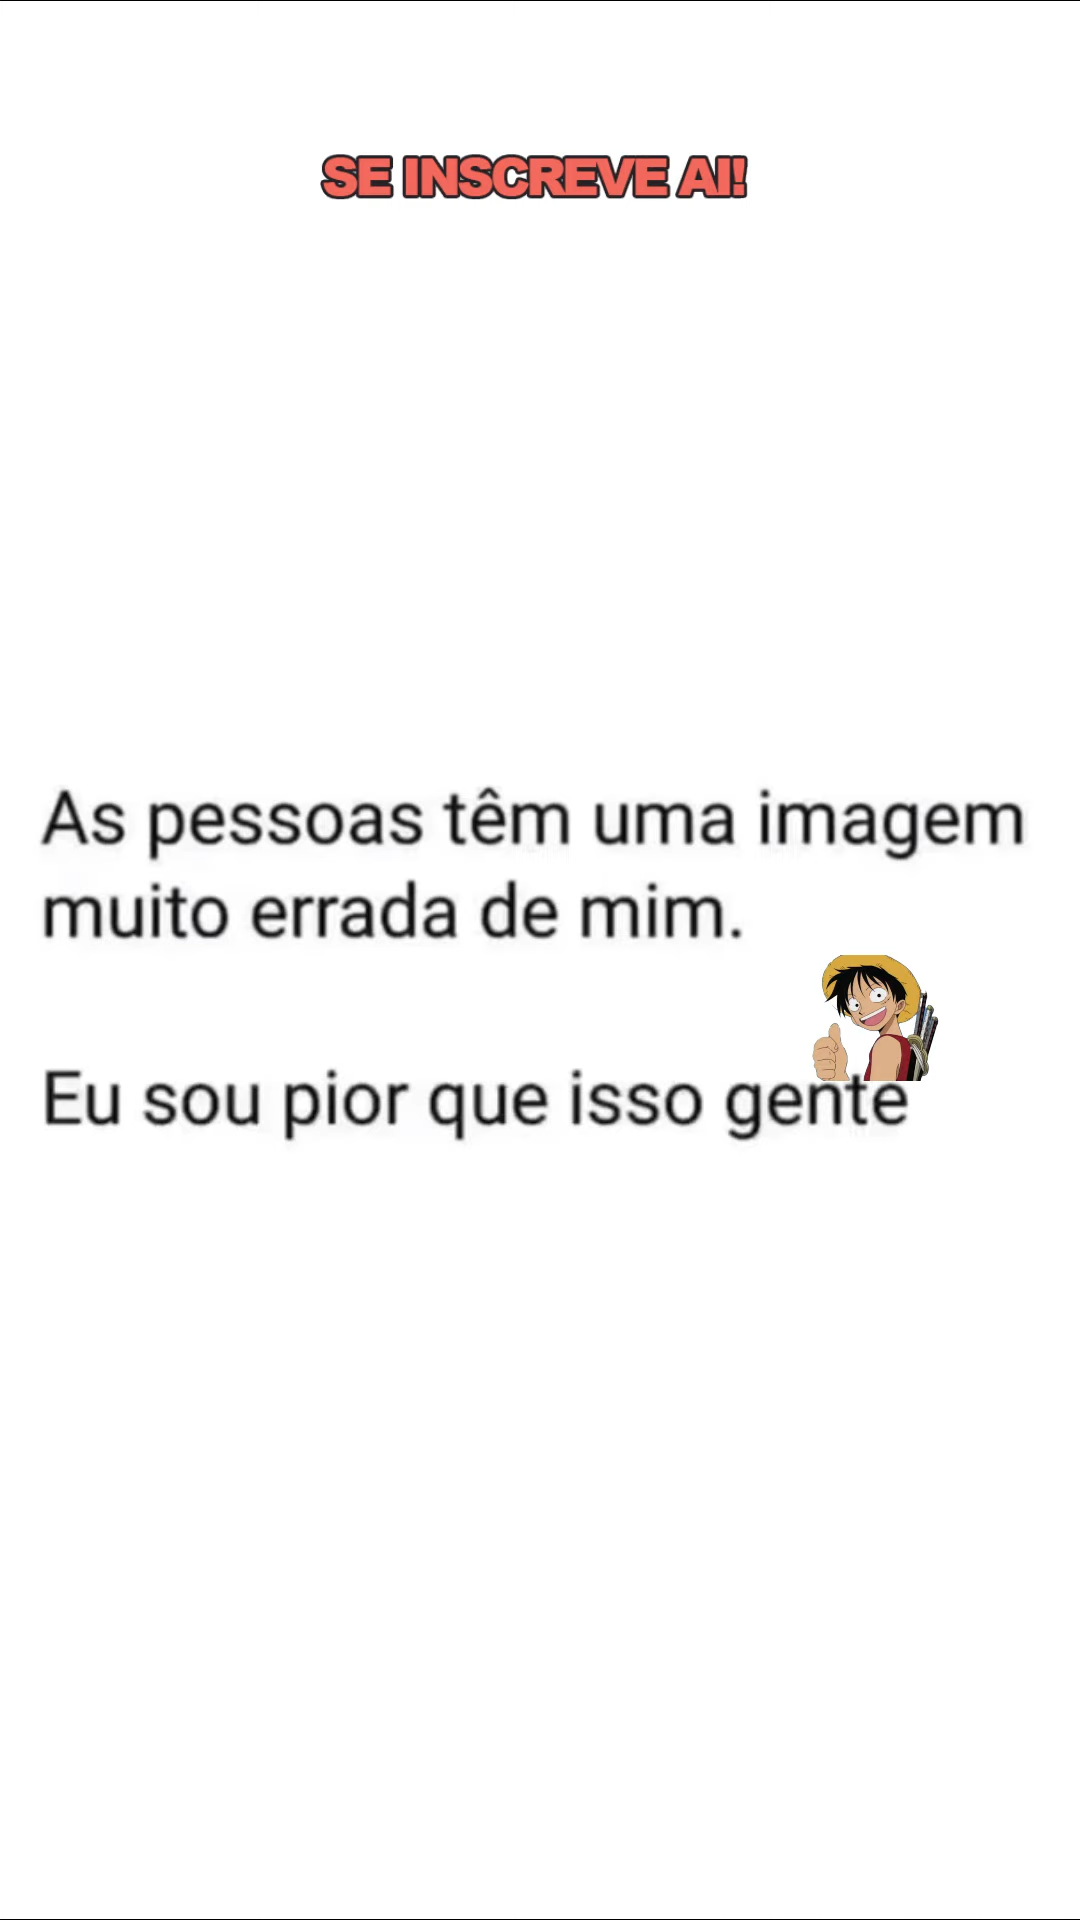 SE INSCREVE AI!
As pessoas têm uma imagem
muito errada de mim.
Eu sou pior que isso gente